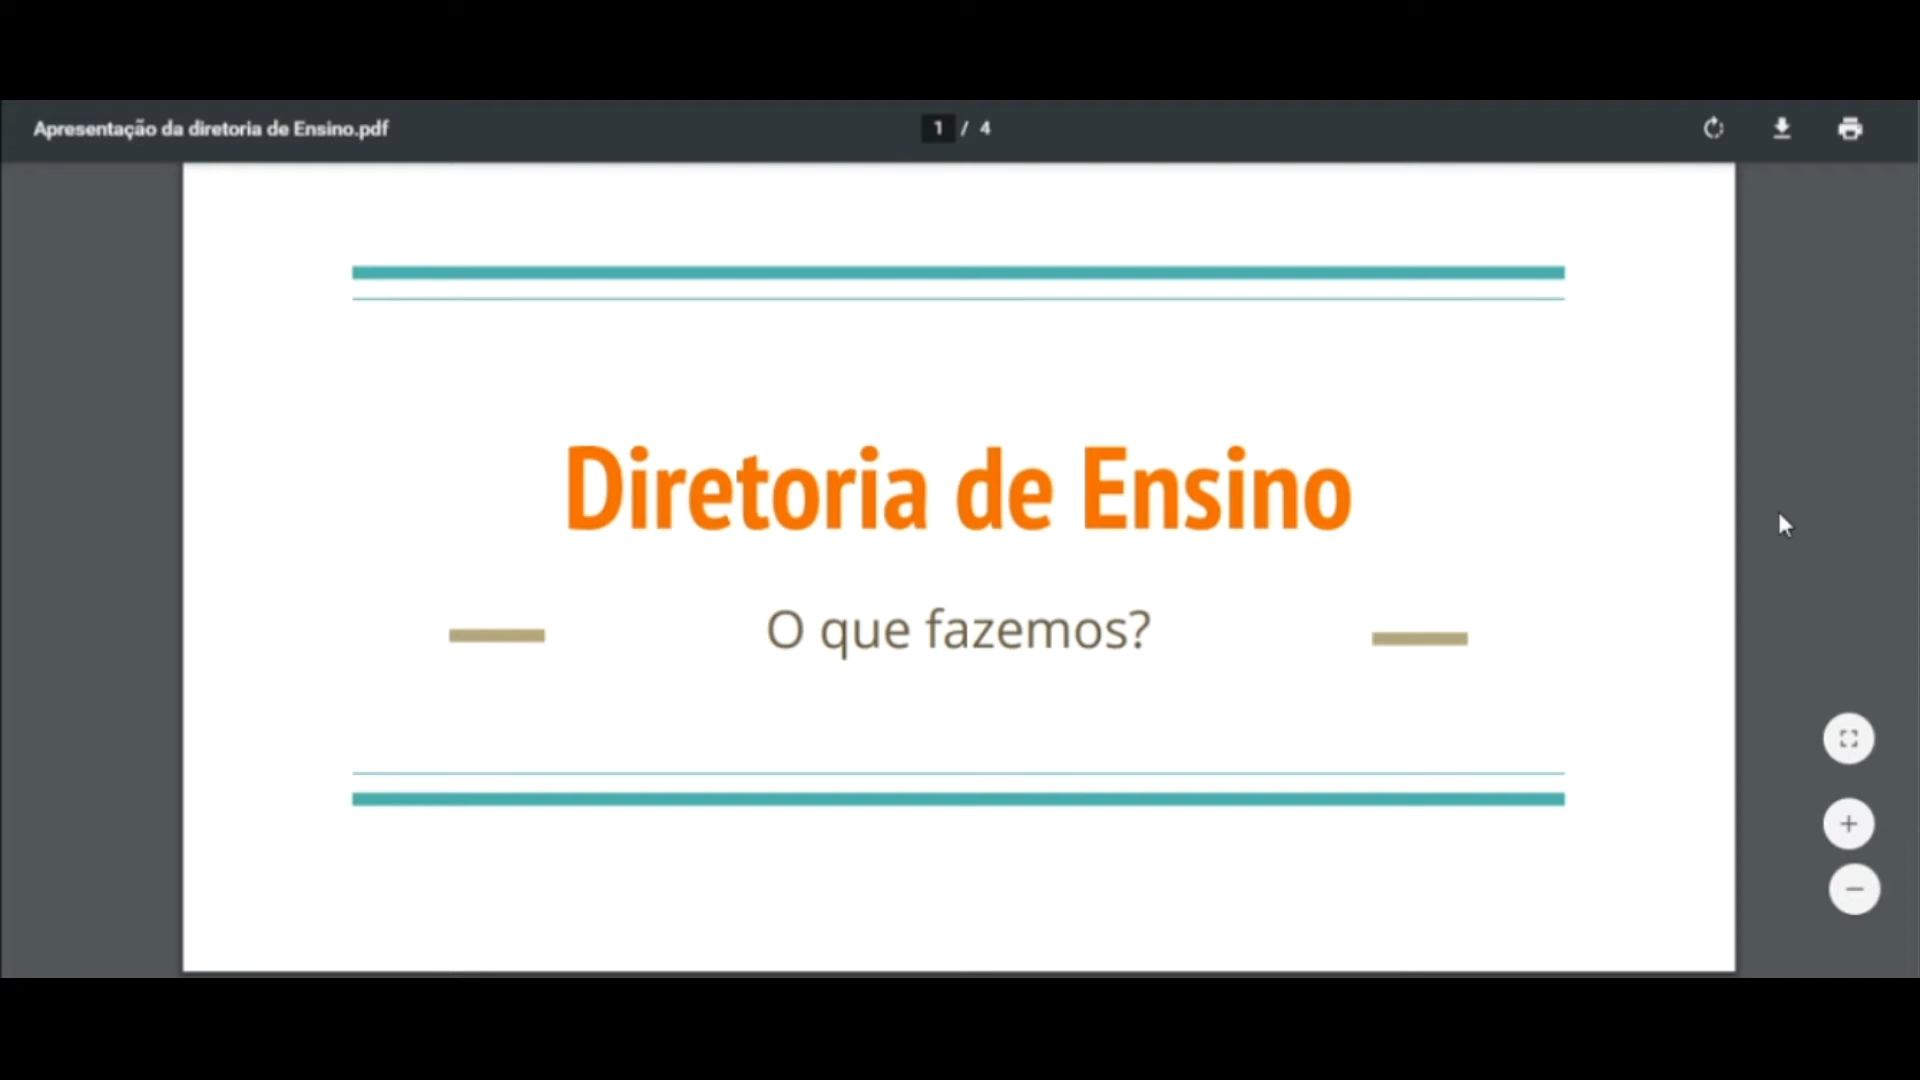 Apresentação da diretoria de Ensino.pdf
1 / 4
Diretoria de Ensino
O que fazemos?